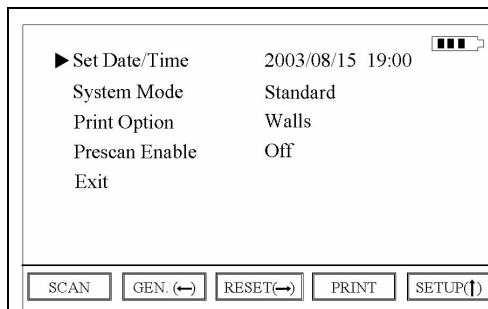 ▶ Set Date/Time 2003/08/15 19:00
System Mode Standard
Print Option Walls
Prescan Enable Off
Exit
SCAN GEN. (←) RESET(→) PRINT SETUP(↑)